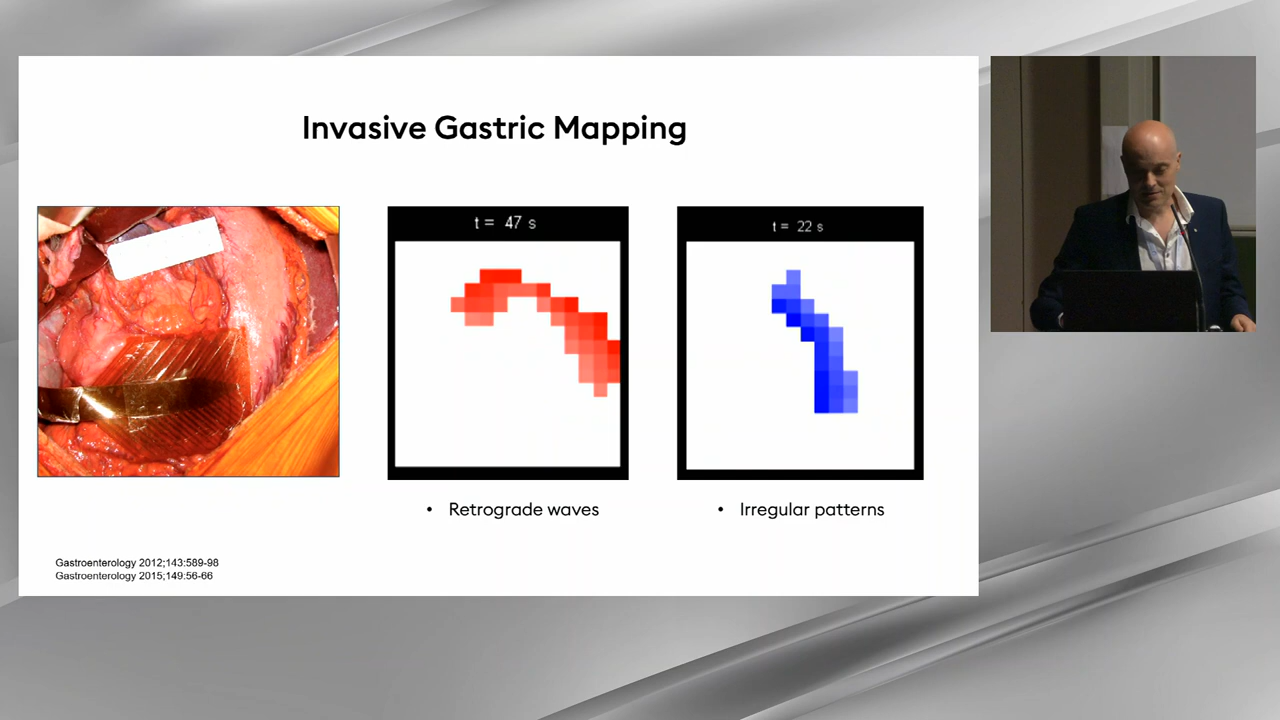 Invasive Gastric Mapping
t = 47 s
t = 22 s
• Retrograde waves
• Irregular patterns
Gastroenterology 2012;143:589-98
Gastroenterology 2015;149:56-66